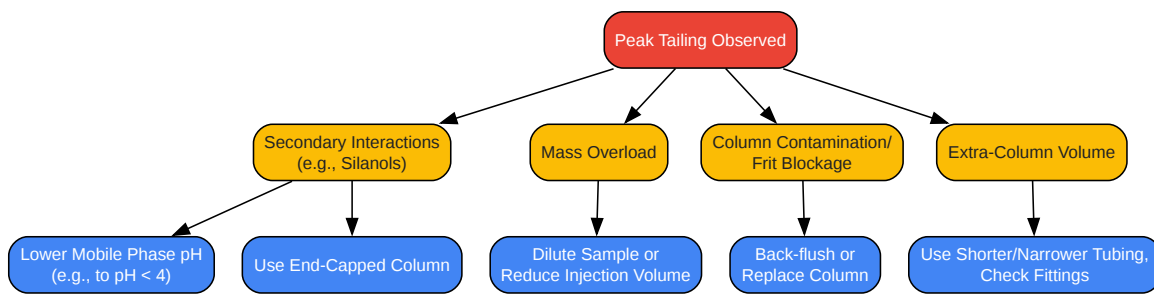 Peak Tailing Observed
Secondary Interactions
(e.g., Silanols)
Mass Overload
Column Contamination/
Frit Blockage
Extra-Column Volume
Lower Mobile Phase pH
(e.g., to pH < 4)
Use End-Capped Column
Dilute Sample or
Reduce Injection Volume
Back-flush or
Replace Column
Use Shorter/Narrower Tubing,
Check Fittings